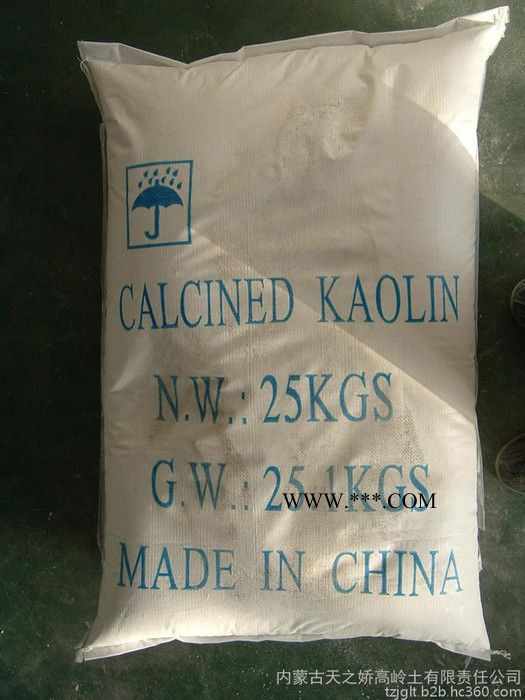 CALCINED KAOLIN
N.W.: 25KGS
G.W.: 25.1KGS
WWW.***.COM
MADE IN CHINA
内蒙古天之娇高岭土有限责任公司
tzjglt.b2b.hc360.com